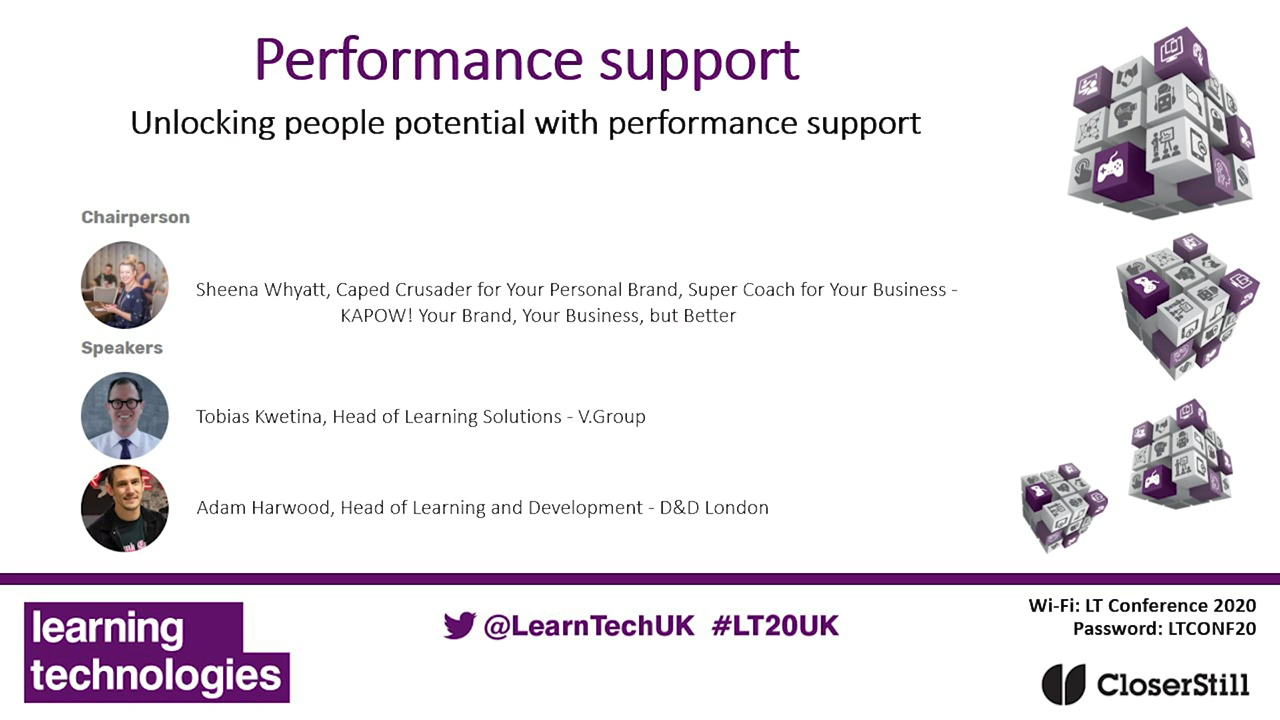 Performance support
Unlocking people potential with performance support
Chairperson
Sheena Whyatt, Caped Crusader for Your Personal Brand, Super Coach for Your Business -
KAPOW! Your Brand, Your Business, but Better
Speakers
Tobias Kwetina, Head of Learning Solutions - V.Group
Adam Harwood, Head of Learning and Development - D&D London
learning
technologies
@LearnTechUK #LT20UK
Wi-Fi: LT Conference 2020
Password: LTCONF20
CloserStill